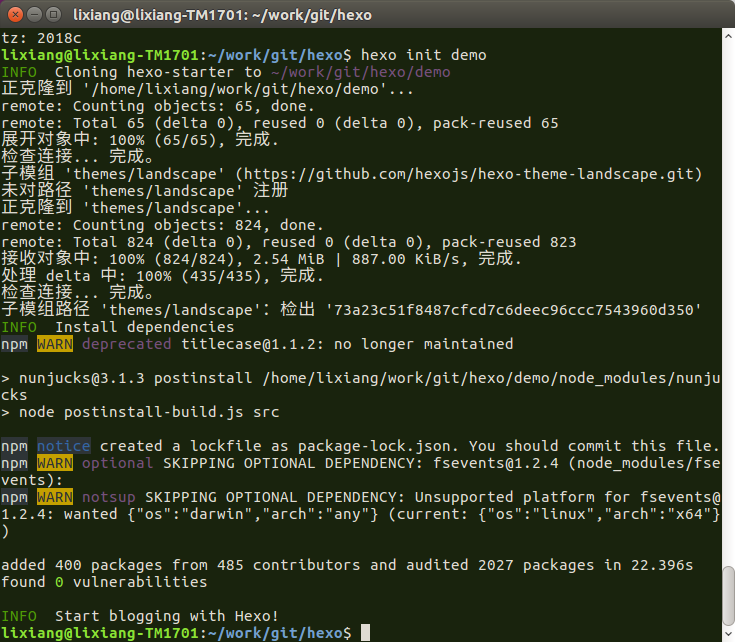 lixiang@lixiang-TM1701: ~/work/git/hexo
tz: 2018c
lixiang@lixiang-TM1701:~/work/git/hexo$ hexo init demo
INFO  Cloning hexo-starter to ~/work/git/hexo/demo
正克隆到 '/home/lixiang/work/git/hexo/demo'...
remote: Counting objects: 65, done.
remote: Total 65 (delta 0), reused 0 (delta 0), pack-reused 65
展开对象中: 100% (65/65), 完成.
检查连接... 完成。
子模组 'themes/landscape' (https://github.com/hexojs/hexo-theme-landscape.git)
未对路径 'themes/landscape' 注册
正克隆到 'themes/landscape'...
remote: Counting objects: 824, done.
remote: Total 824 (delta 0), reused 0 (delta 0), pack-reused 823
接收对象中: 100% (824/824), 2.54 MiB | 887.00 KiB/s, 完成.
处理 delta 中: 100% (435/435), 完成.
检查连接... 完成。
子模组路径 'themes/landscape'：检出 '73a23c51f8487cfcd7c6deec96ccc7543960d350'
INFO  Install dependencies
npm WARN deprecated titlecase@1.1.2: no longer maintained
> nunjucks@3.1.3 postinstall /home/lixiang/work/git/hexo/demo/node_modules/nunju
cks
> node postinstall-build.js src
npm notice created a lockfile as package-lock.json. You should commit this file.
npm WARN optional SKIPPING OPTIONAL DEPENDENCY: fsevents@1.2.4 (node_modules/fse
vents):
npm WARN notsup SKIPPING OPTIONAL DEPENDENCY: Unsupported platform for fsevents@
1.2.4: wanted {"os":"darwin","arch":"any"} (current: {"os":"linux","arch":"x64"}
)
added 400 packages from 485 contributors and audited 2027 packages in 22.396s
found 0 vulnerabilities
INFO  Start blogging with Hexo!
lixiang@lixiang-TM1701:~/work/git/hexo$